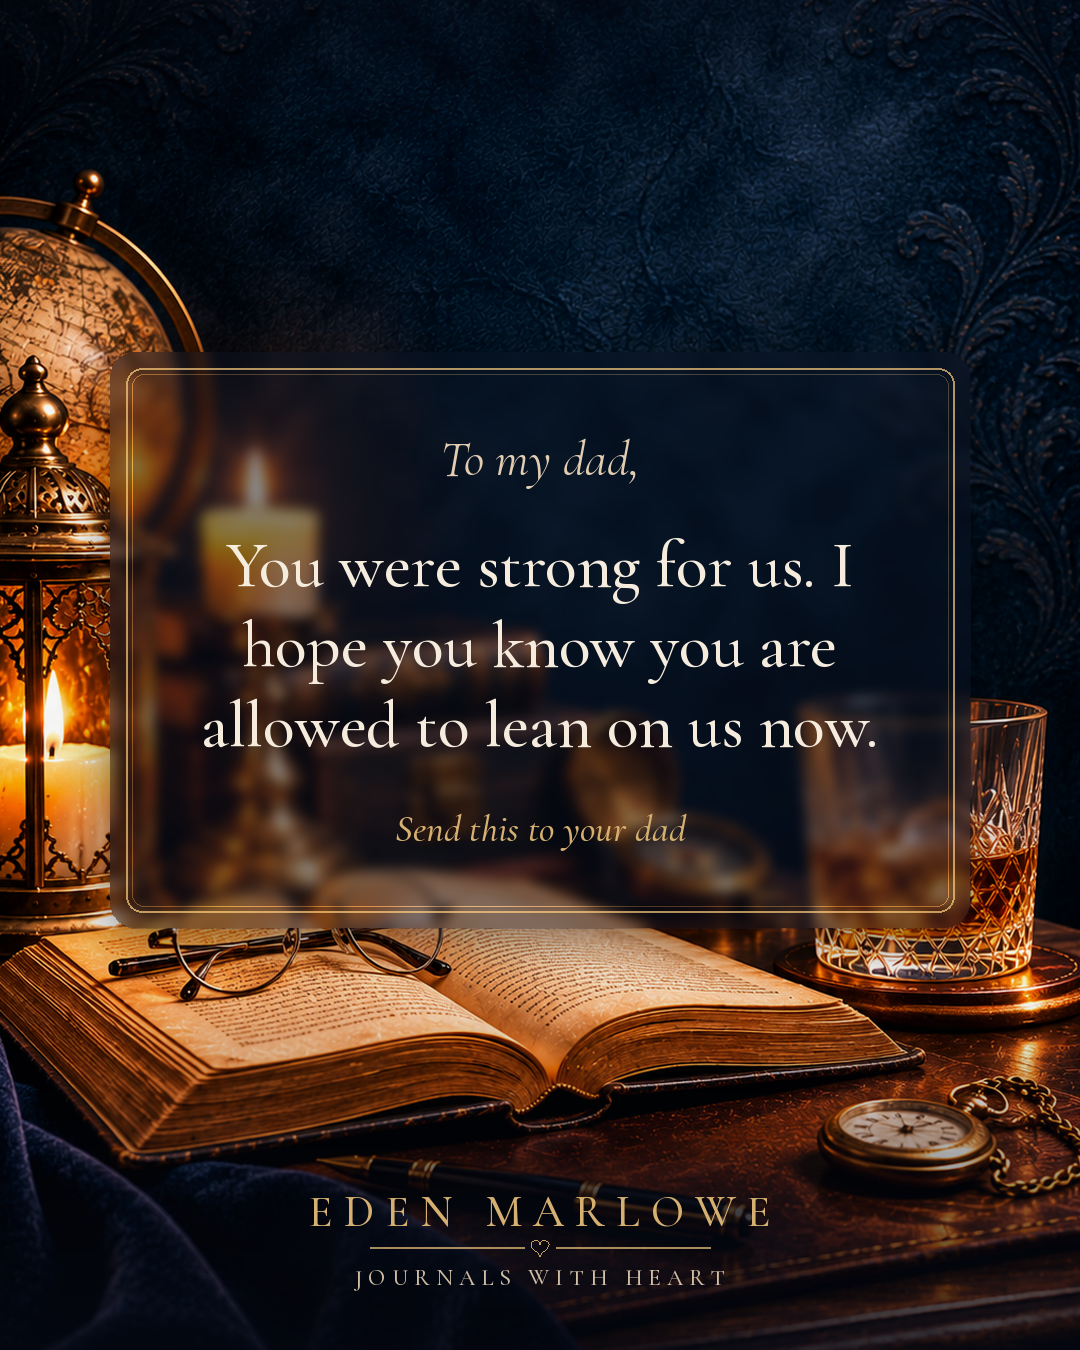 To my dad,
You were strong for us. I
hope you know you are
allowed to lean on us now.
Send this to your dad
EDEN MARLOWE
JOURNALS WITH HEART